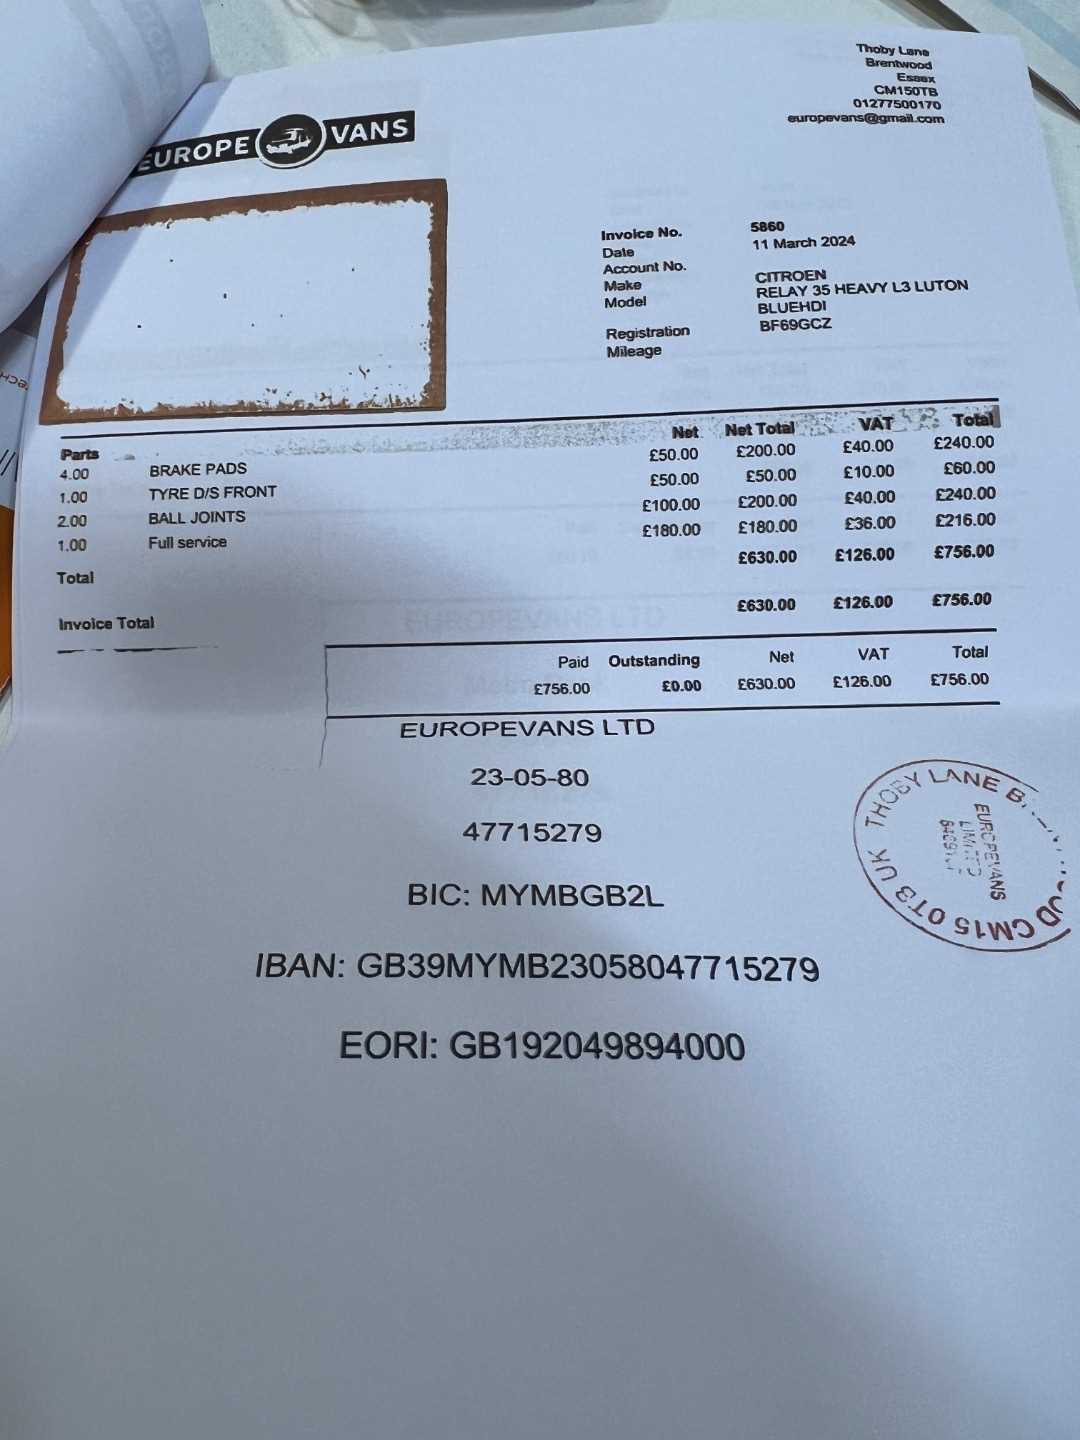 Thoby Lane
Brentwood
Essex
CM150TB
01277500170
europevans@gmail.com
EUROPE VANS
Invoice No. 5860
Date 11 March 2024
Account No.
Make CITROEN
Model RELAY 35 HEAVY L3 LUTON
BLUEHDI
Registration BF69GCZ
Mileage
Parts Net Net Total VAT Total
4.00 BRAKE PADS £50.00 £200.00 £40.00 £240.00
1.00 TYRE D/S FRONT £50.00 £50.00 £10.00 £60.00
2.00 BALL JOINTS £100.00 £200.00 £40.00 £240.00
1.00 Full service £180.00 £180.00 £36.00 £216.00
Total £630.00 £126.00 £756.00
Invoice Total £630.00 £126.00 £756.00
Paid Outstanding Net VAT Total
£756.00 £0.00 £630.00 £126.00 £756.00
EUROPEVANS LTD
23-05-80
47715279
BIC: MYMBGB2L
IBAN: GB39MYMB23058047715279
EORI: GB192049894000
THOBY LANE CM15 0TB UK
EUROPEVANS
LIMITED